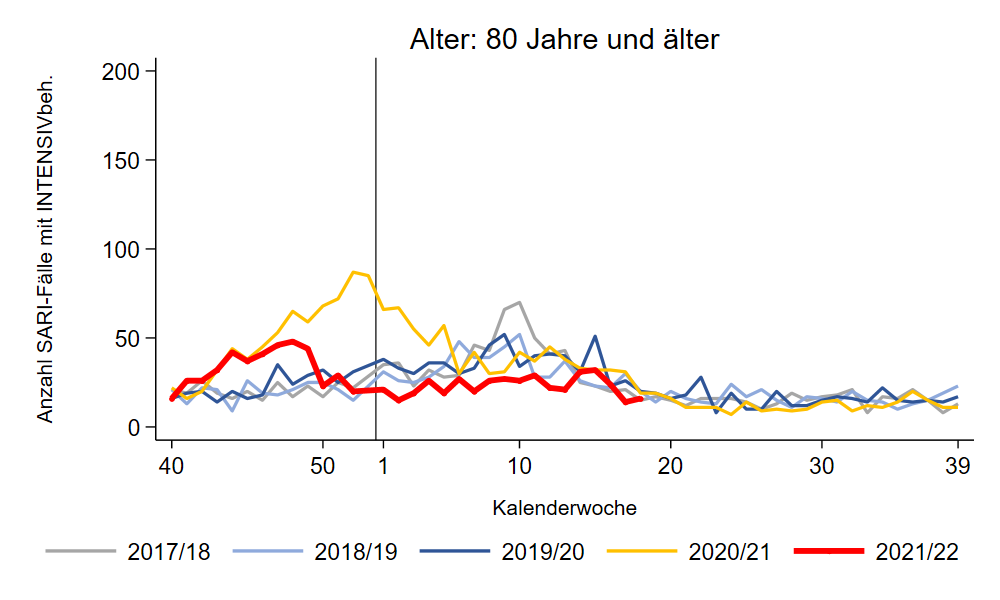 Alter: 80 Jahre und älter
Anzahl SARI-Fälle mit INTENSIVbeh.
200
150
100
50
0
40 50 1 10 20 30 39
Kalenderwoche
2017/18 2018/19 2019/20 2020/21 2021/22